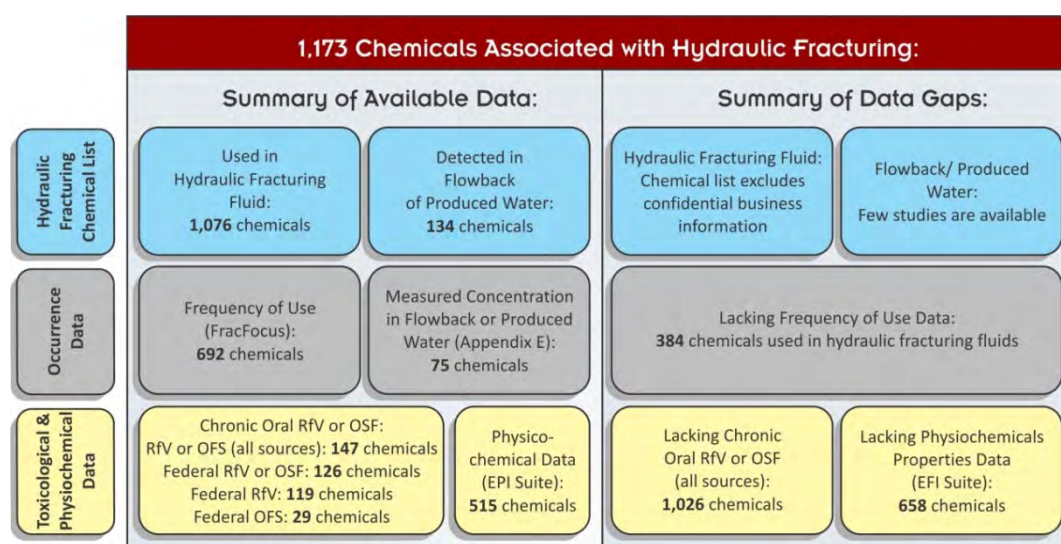 1,173 Chemicals Associated with Hydraulic Fracturing:
Summary of Available Data:
Summary of Data Gaps:
Hydraulic
Fracturing
Chemical List
Used in
Hydraulic Fracturing
Fluid:
1,076 chemicals
Detected in
Flowback
of Produced Water:
134 chemicals
Hydraulic Fracturing Fluid:
Chemical list excludes
confidential business
information
Flowback/ Produced
Water:
Few studies are available
Occurrence
Data
Frequency of Use
(FracFocus):
692 chemicals
Measured Concentration
in Flowback or Produced
Water (Appendix E):
75 chemicals
Lacking Frequency of Use Data:
384 chemicals used in hydraulic fracturing fluids
Toxicological &
Physiochemical
Data
Chronic Oral RfV or OSF:
RfV or OFS (all sources): 147 chemicals
Federal RfV or OSF: 126 chemicals
Federal RfV: 119 chemicals
Federal OFS: 29 chemicals
Physico-
chemical Data
(EPI Suite):
515 chemicals
Lacking Chronic
Oral RfV or OSF
(all sources):
1,026 chemicals
Lacking Physiochemicals
Properties Data
(EFI Suite):
658 chemicals